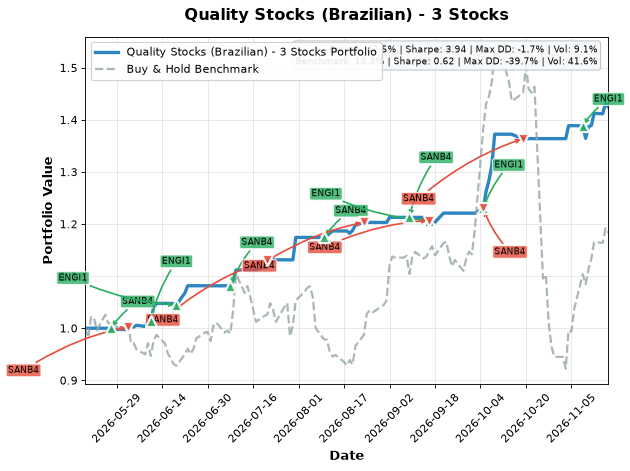 Quality Stocks (Brazilian) - 3 Stocks
Quality Stocks (Brazilian) - 3 Stocks Portfolio
Buy & Hold Benchmark
5% | Sharpe: 3.94 | Max DD: -1.7% | Vol: 9.1%
Benchmark: 18.3% | Sharpe: 0.62 | Max DD: -39.7% | Vol: 41.6%
Portfolio Value
1.5
1.4
1.3
1.2
1.1
1.0
0.9
ENGI1
SANB4
ENGI1
SANB4
ENGI1
SANB4
SANB4
ENGI1
SANB4
SANB4
ENGI1
SANB4
SANB4
SANB4
SANB4
2026-05-29
2026-06-14
2026-06-30
2026-07-16
2026-08-01
2026-08-17
2026-09-02
2026-09-18
2026-10-04
2026-10-20
2026-11-05
Date